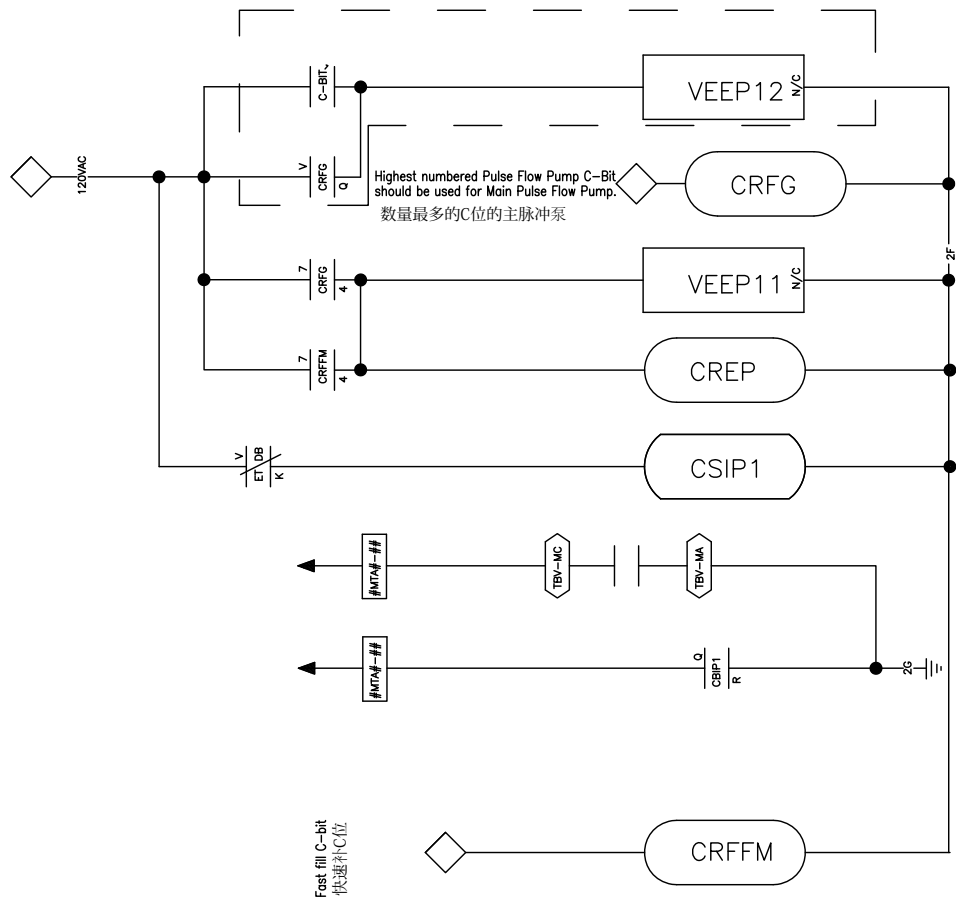 C-BIT
VEEP12
N/C
120VAC
V
CRFG
Q
Highest numbered Pulse Flow Pump C-Bit
should be used for Main Pulse Flow Pump.
数量最多的C位的主脉冲泵
CRFG
2F
7
CRFG
4
VEEP11
N/C
7
CRFFM
4
CREP
V
ET DB
K
CSIP1
#MTA#-##
TBV-MC
TBV-MA
#MTA#-##
Q
CBIP1
R
2G
Fast fill C-bit
快速补C位
CRFFM